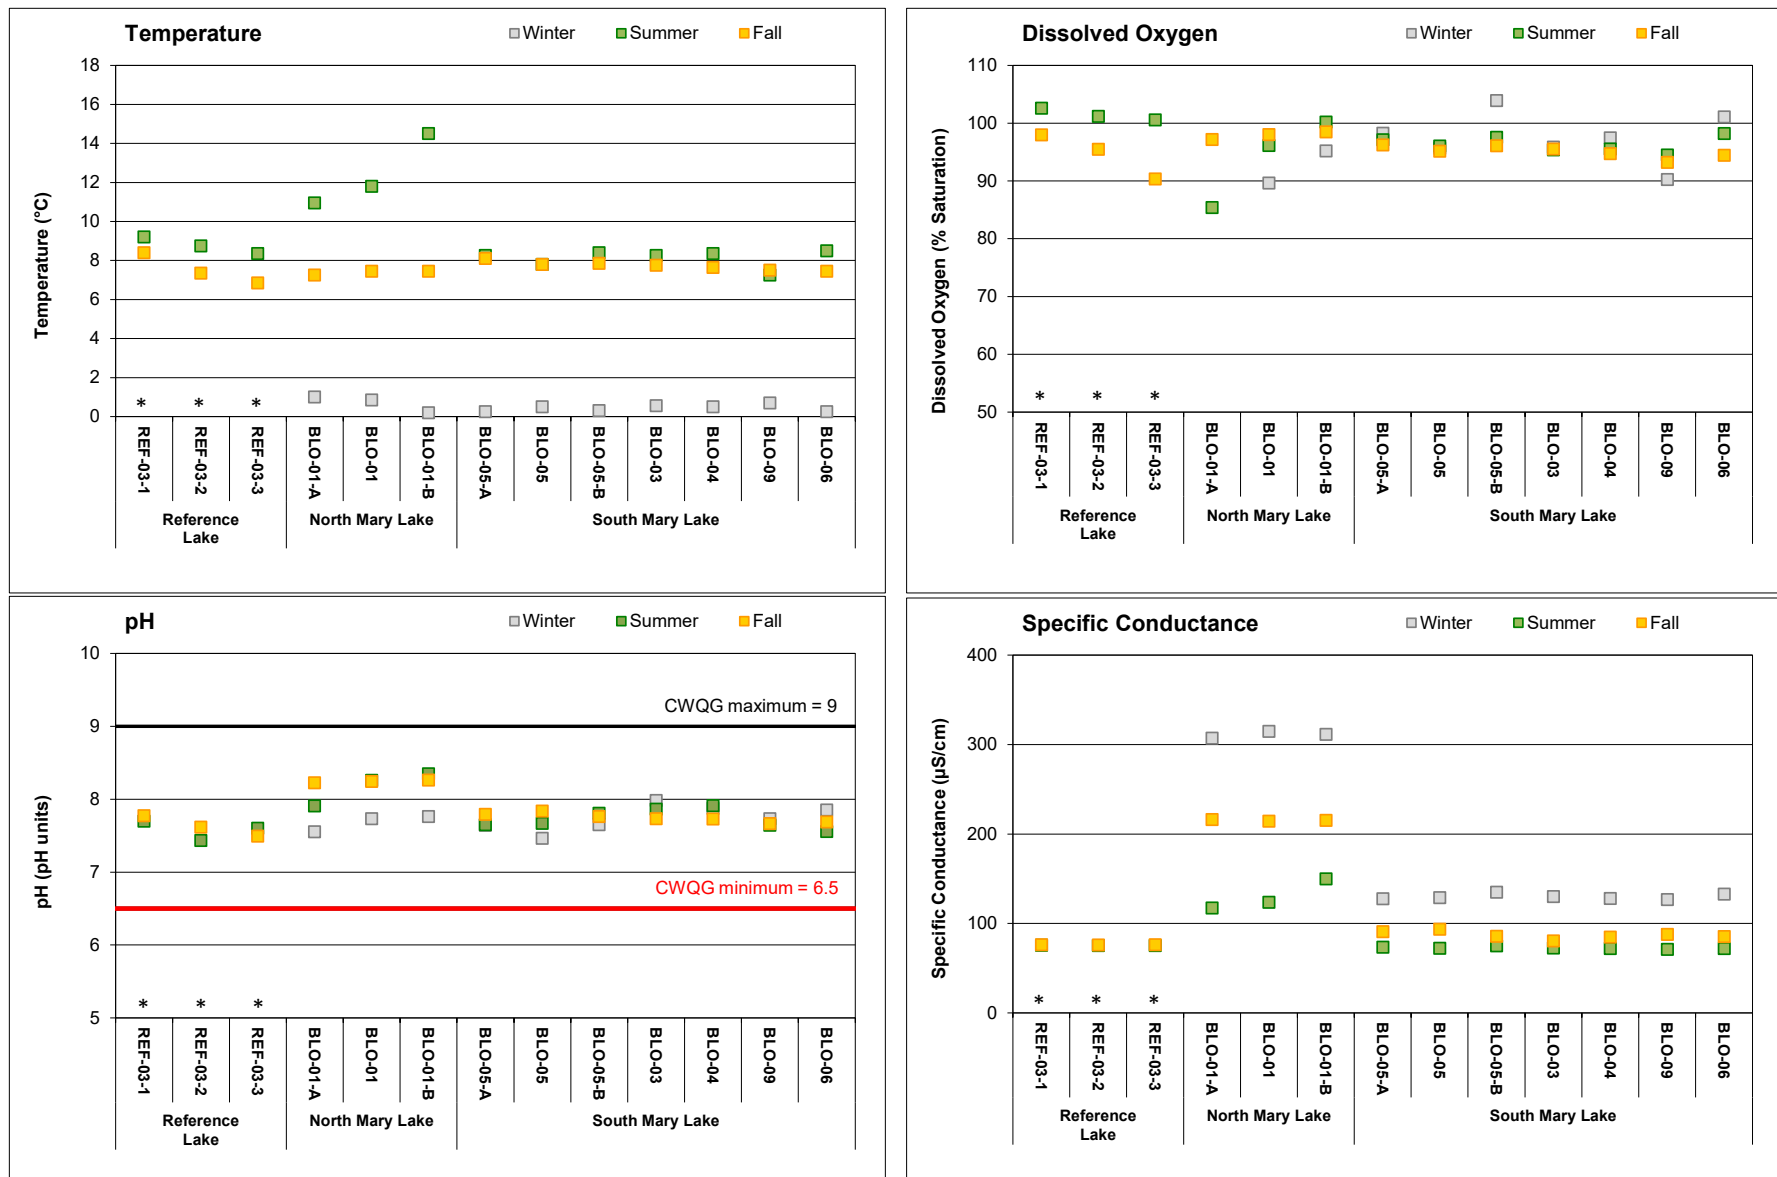 Temperature
Winter Summer Fall
18
16
14
12
10
8
6
4
2
0
Temperature (°C)
* * *
REF-03-1 REF-03-2 REF-03-3 BLO-01-A BLO-01 BLO-01-B BLO-05-A BLO-05 BLO-05-B BLO-03 BLO-04 BLO-09 BLO-06
Reference Lake North Mary Lake South Mary Lake
Dissolved Oxygen
Winter Summer Fall
110
100
90
80
70
60
50
Dissolved Oxygen (% Saturation)
* * *
REF-03-1 REF-03-2 REF-03-3 BLO-01-A BLO-01 BLO-01-B BLO-05-A BLO-05 BLO-05-B BLO-03 BLO-04 BLO-09 BLO-06
Reference Lake North Mary Lake South Mary Lake
pH
Winter Summer Fall
10
9
8
7
6
5
pH (pH units)
CWQG maximum = 9
CWQG minimum = 6.5
* * *
REF-03-1 REF-03-2 REF-03-3 BLO-01-A BLO-01 BLO-01-B BLO-05-A BLO-05 BLO-05-B BLO-03 BLO-04 BLO-09 BLO-06
Reference Lake North Mary Lake South Mary Lake
Specific Conductance
Winter Summer Fall
400
300
200
100
0
Specific Conductance (µS/cm)
* * *
REF-03-1 REF-03-2 REF-03-3 BLO-01-A BLO-01 BLO-01-B BLO-05-A BLO-05 BLO-05-B BLO-03 BLO-04 BLO-09 BLO-06
Reference Lake North Mary Lake South Mary Lake